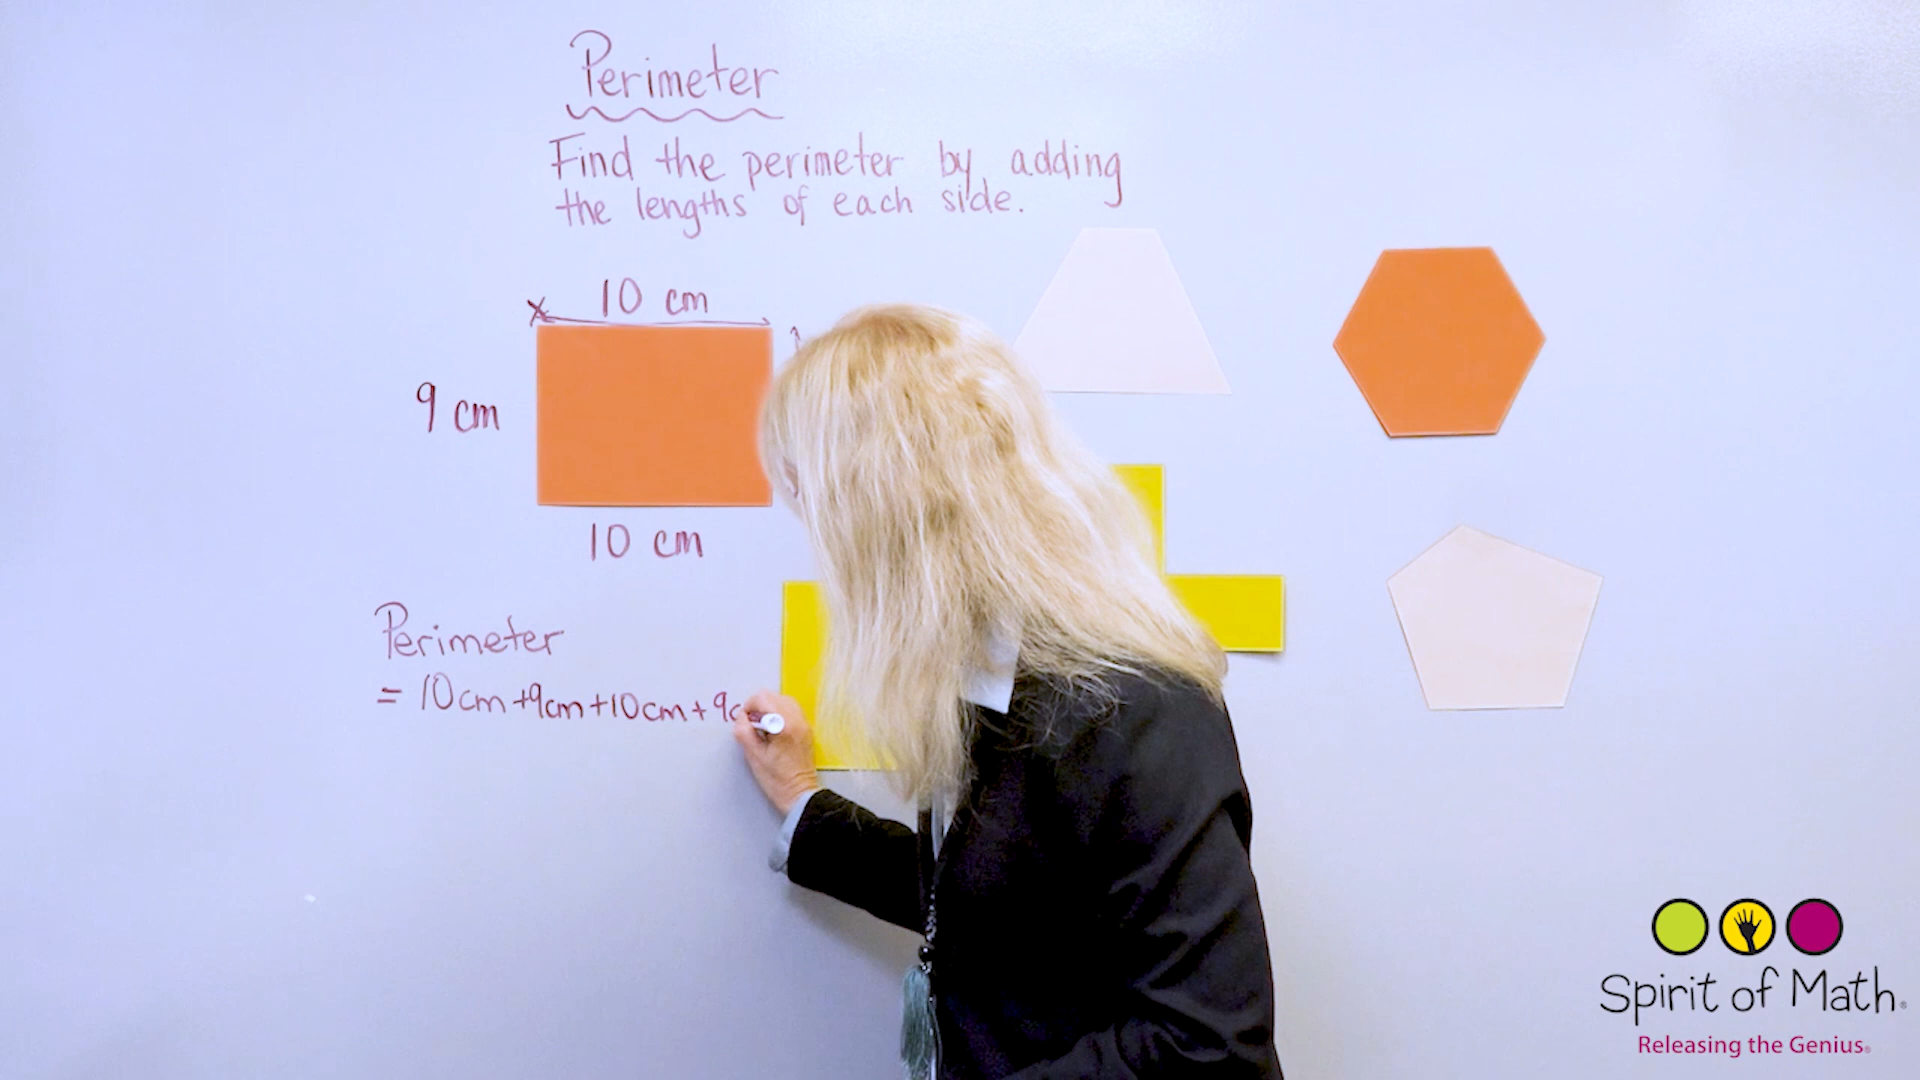 Perimeter
Find the perimeter by adding
the lengths of each side.
10 cm
9 cm
10 cm
Perimeter
= 10cm+9cm+10cm+9c
Spirit of Math®
Releasing the Genius®